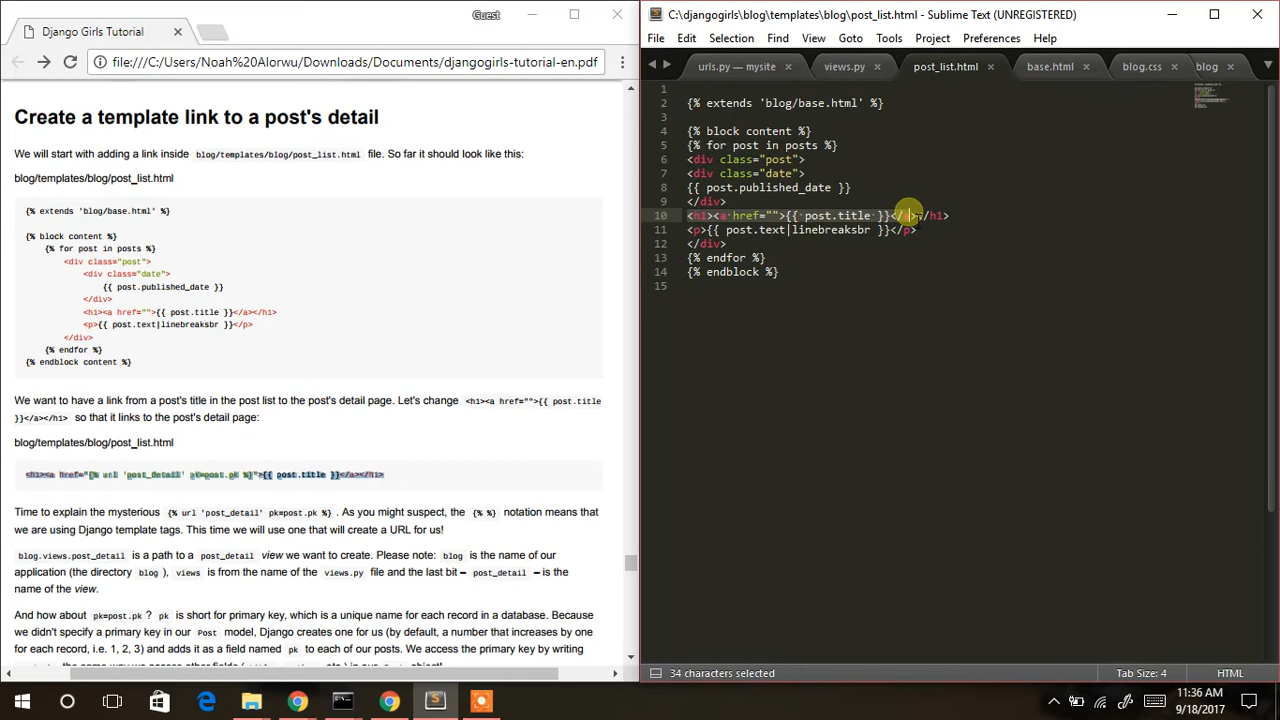 Guest
Django Girls Tutorial
file:///C:/Users/Noah%20Alorwu/Downloads/Documents/djangogirls-tutorial-en.pdf
Create a template link to a post's detail
We will start with adding a link inside blog/templates/blog/post_list.html file. So far it should look like this:
blog/templates/blog/post_list.html
{% extends 'blog/base.html' %}
{% block content %}
{% for post in posts %}
<div class="post">
<div class="date">
{{ post.published_date }}
</div>
<h1><a href="">{{ post.title }}</a></h1>
<p>{{ post.text|linebreaksbr }}</p>
</div>
{% endfor %}
{% endblock content %}
We want to have a link from a post's title in the post list to the post's detail page. Let's change <h1><a href="">{{ post.title
}}</a></h1> so that it links to the post's detail page:
blog/templates/blog/post_list.html
<h1><a href="{% url 'post_detail' pk=post.pk %}">{{ post.title }}</a></h1>
Time to explain the mysterious {% url 'post_detail' pk=post.pk %} . As you might suspect, the {% %} notation means that
we are using Django template tags. This time we will use one that will create a URL for us!
blog.views.post_detail is a path to a post_detail view we want to create. Please note: blog is the name of our
application (the directory blog ), views is from the name of the views.py file and the last bit – post_detail – is the
name of the view.
And how about pk=post.pk ? pk is short for primary key, which is a unique name for each record in a database. Because
we didn't specify a primary key in our Post model, Django creates one for us (by default, a number that increases by one
for each record, i.e. 1, 2, 3) and adds it as a field named pk to each of our posts. We access the primary key by writing
C:\djangogirls\blog\templates\blog\post_list.html - Sublime Text (UNREGISTERED)
File Edit Selection Find View Goto Tools Project Preferences Help
urls.py — mysite views.py post_list.html base.html blog.css blog
1
2 {% extends 'blog/base.html' %}
3
4 {% block content %}
5 {% for post in posts %}
6 <div class="post">
7 <div class="date">
8 {{ post.published_date }}
9 </div>
10 <h1><a href="">{{ post.title }}</a></h1>
11 <p>{{ post.text|linebreaksbr }}</p>
12 </div>
13 {% endfor %}
14 {% endblock %}
15
34 characters selected
Tab Size: 4
HTML
11:36 AM
9/18/2017